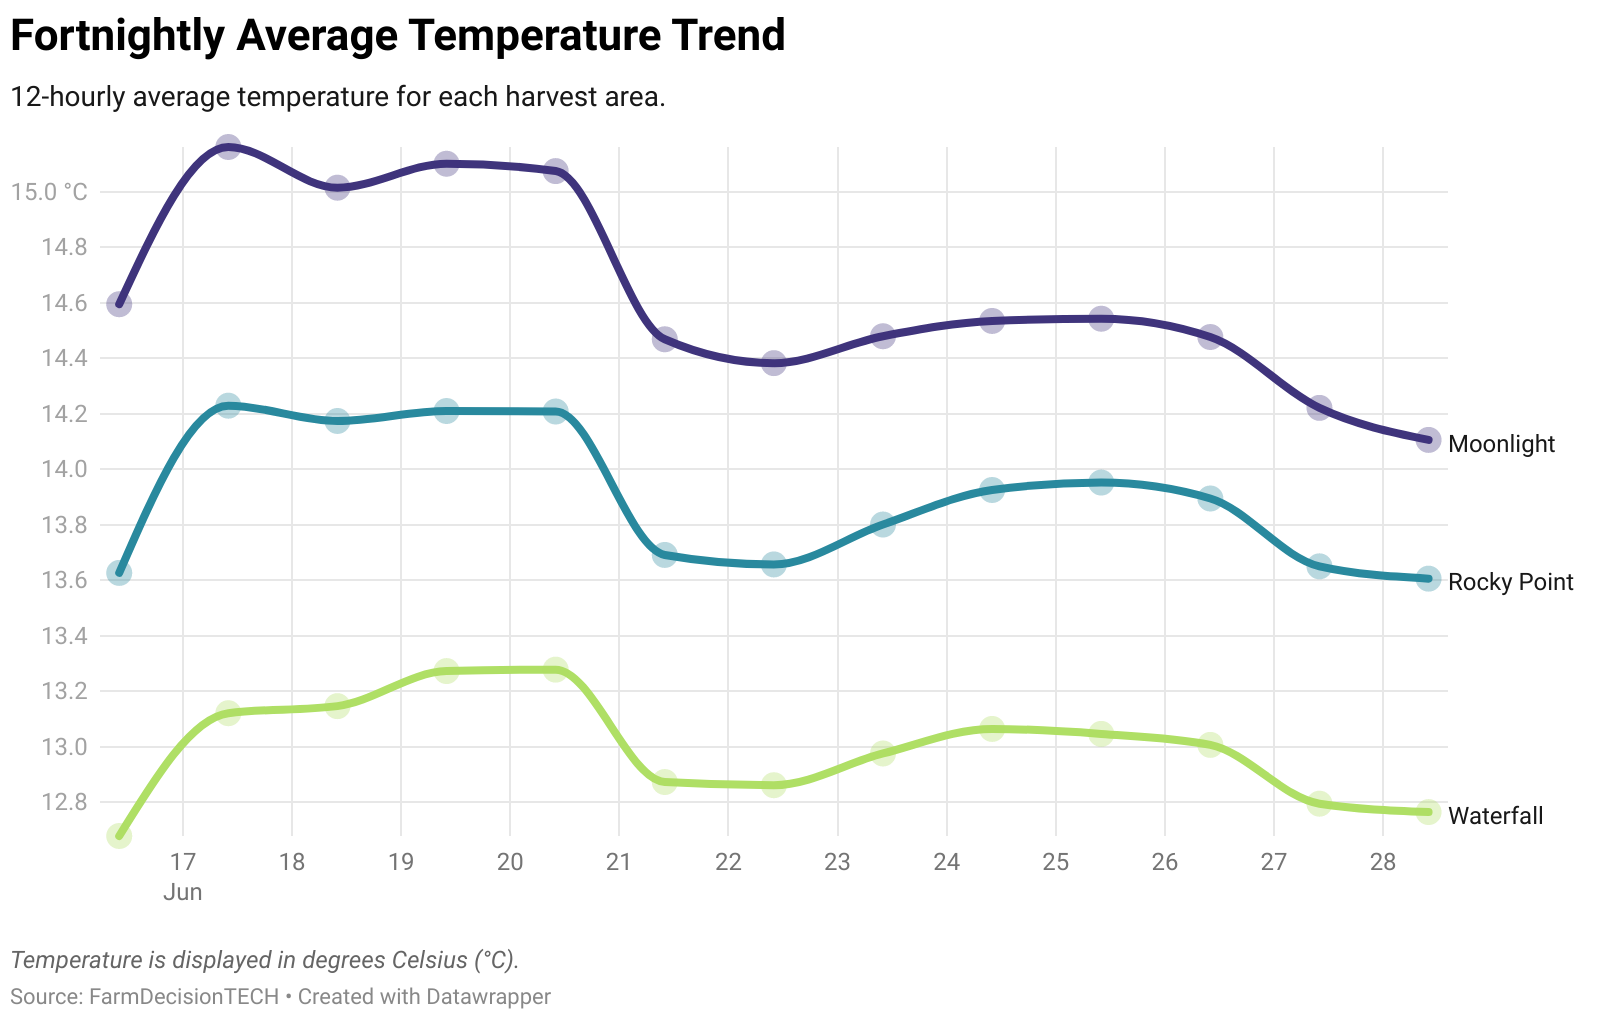 Fortnightly Average Temperature Trend
12-hourly average temperature for each harvest area.
15.0 °C
14.8
14.6
14.4
14.2
14.0
13.8
13.6
13.4
13.2
13.0
12.8
Moonlight
Rocky Point
Waterfall
17 18 19 20 21 22 23 24 25 26 27 28
Jun
Temperature is displayed in degrees Celsius (°C).
Source: FarmDecisionTECH • Created with Datawrapper